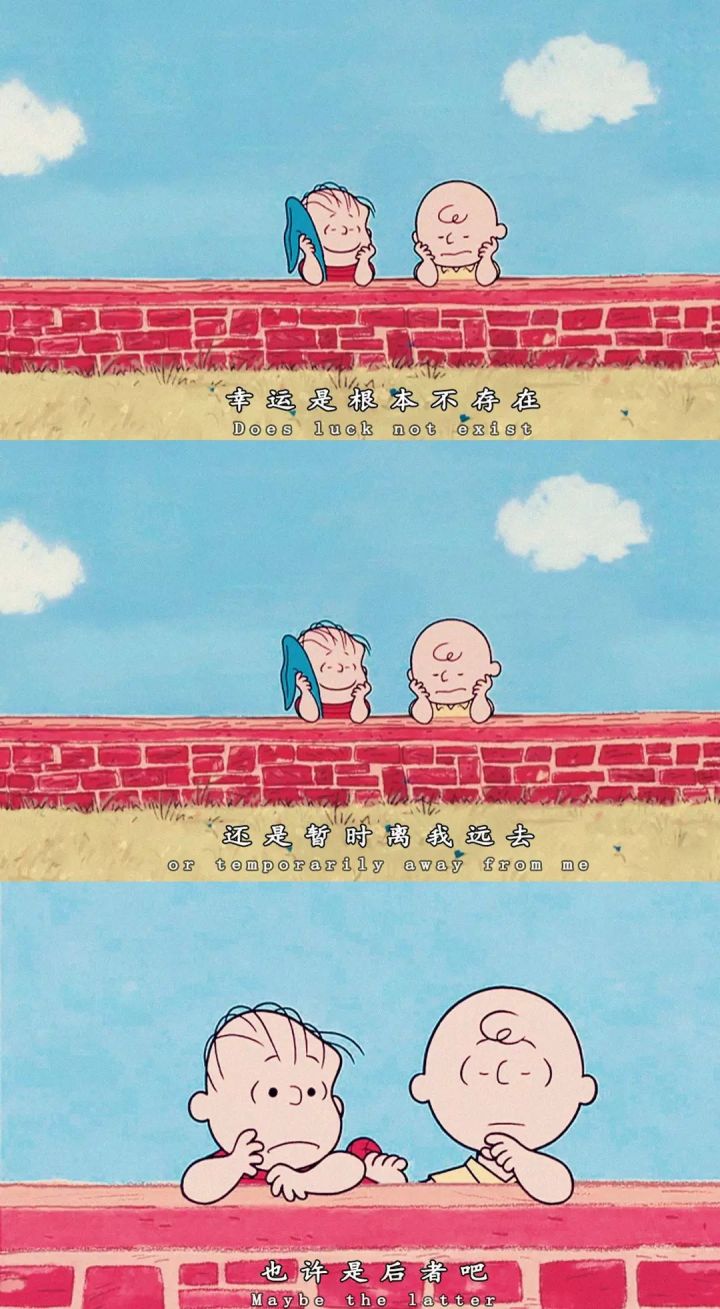 幸运是根本不存在
Does luck not exist
还是暂时离我远去
or temporarily away from me
也许是后者吧
Maybe the latter